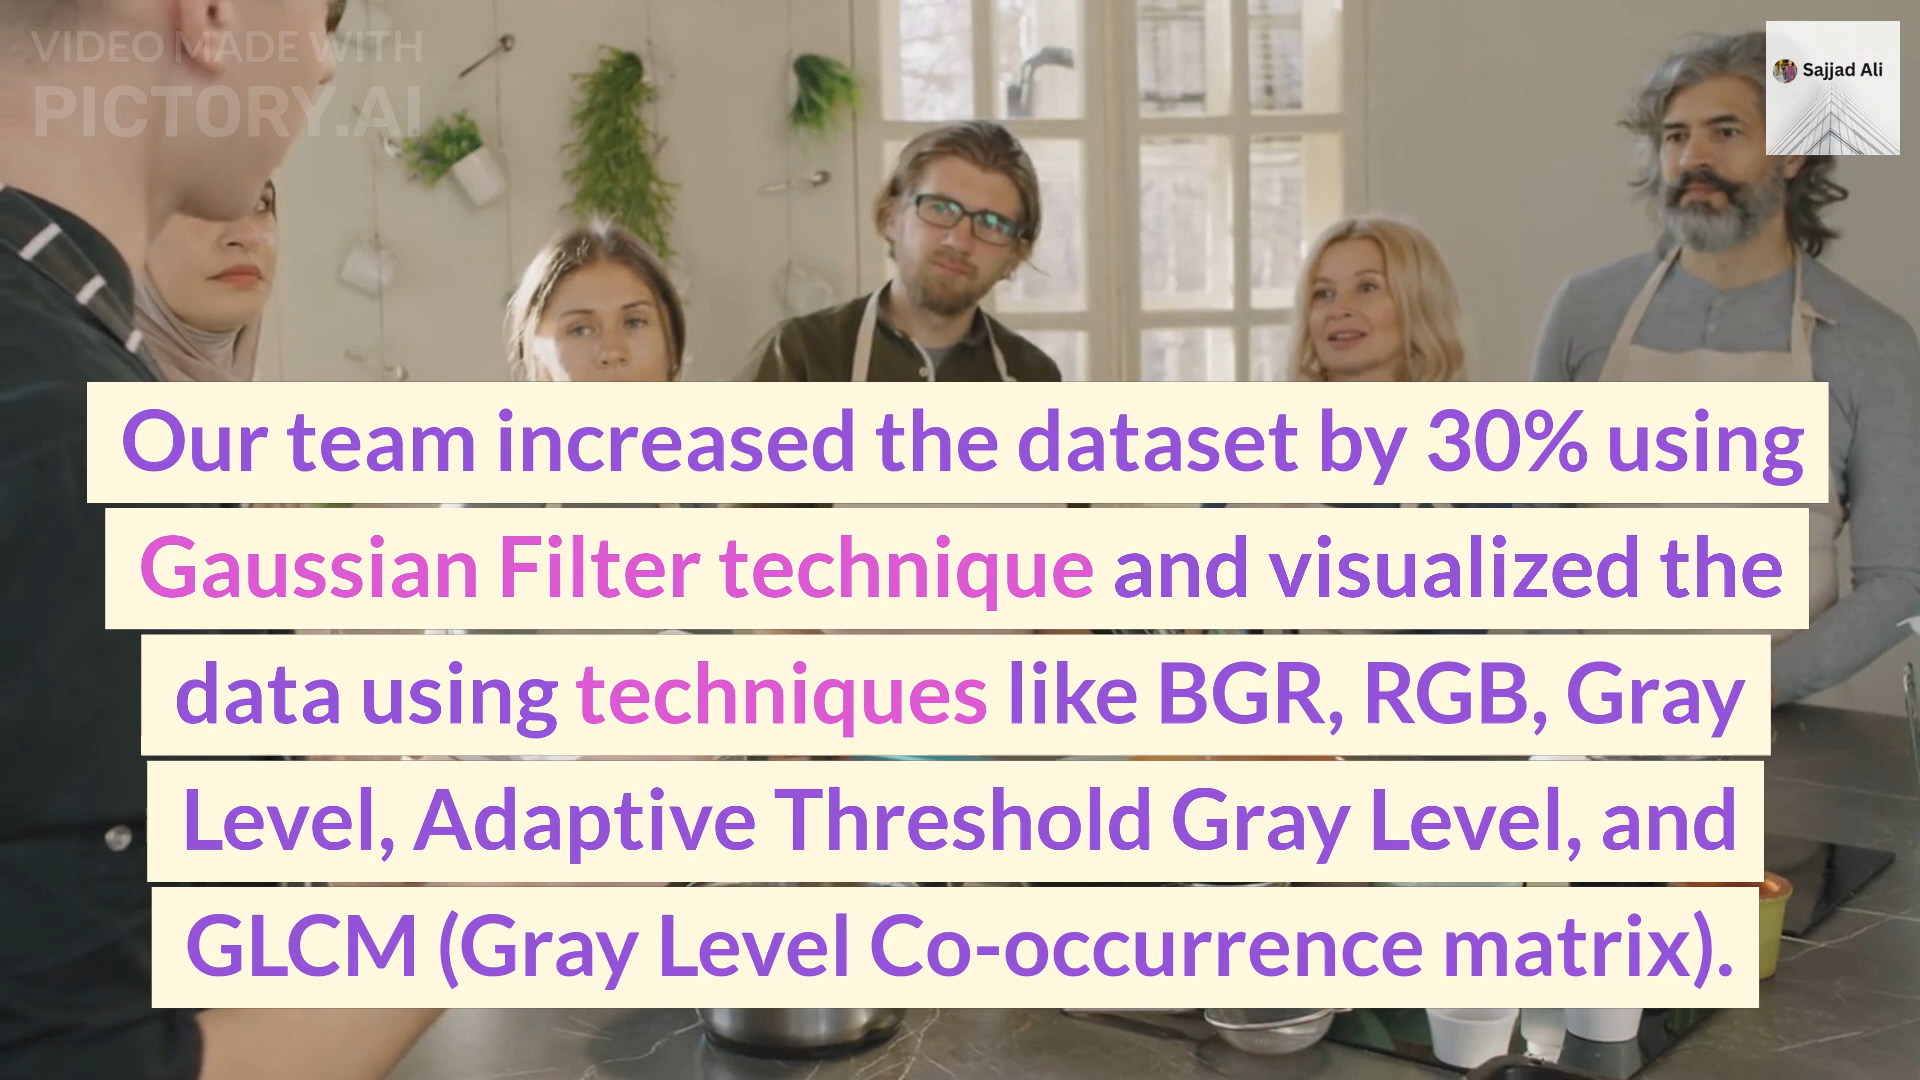 VIDEO MADE WITH
PICTORY.AI
Sajjad Ali
Our team increased the dataset by 30% using
Gaussian Filter technique and visualized the
data using techniques like BGR, RGB, Gray
Level, Adaptive Threshold Gray Level, and
GLCM (Gray Level Co-occurrence matrix).